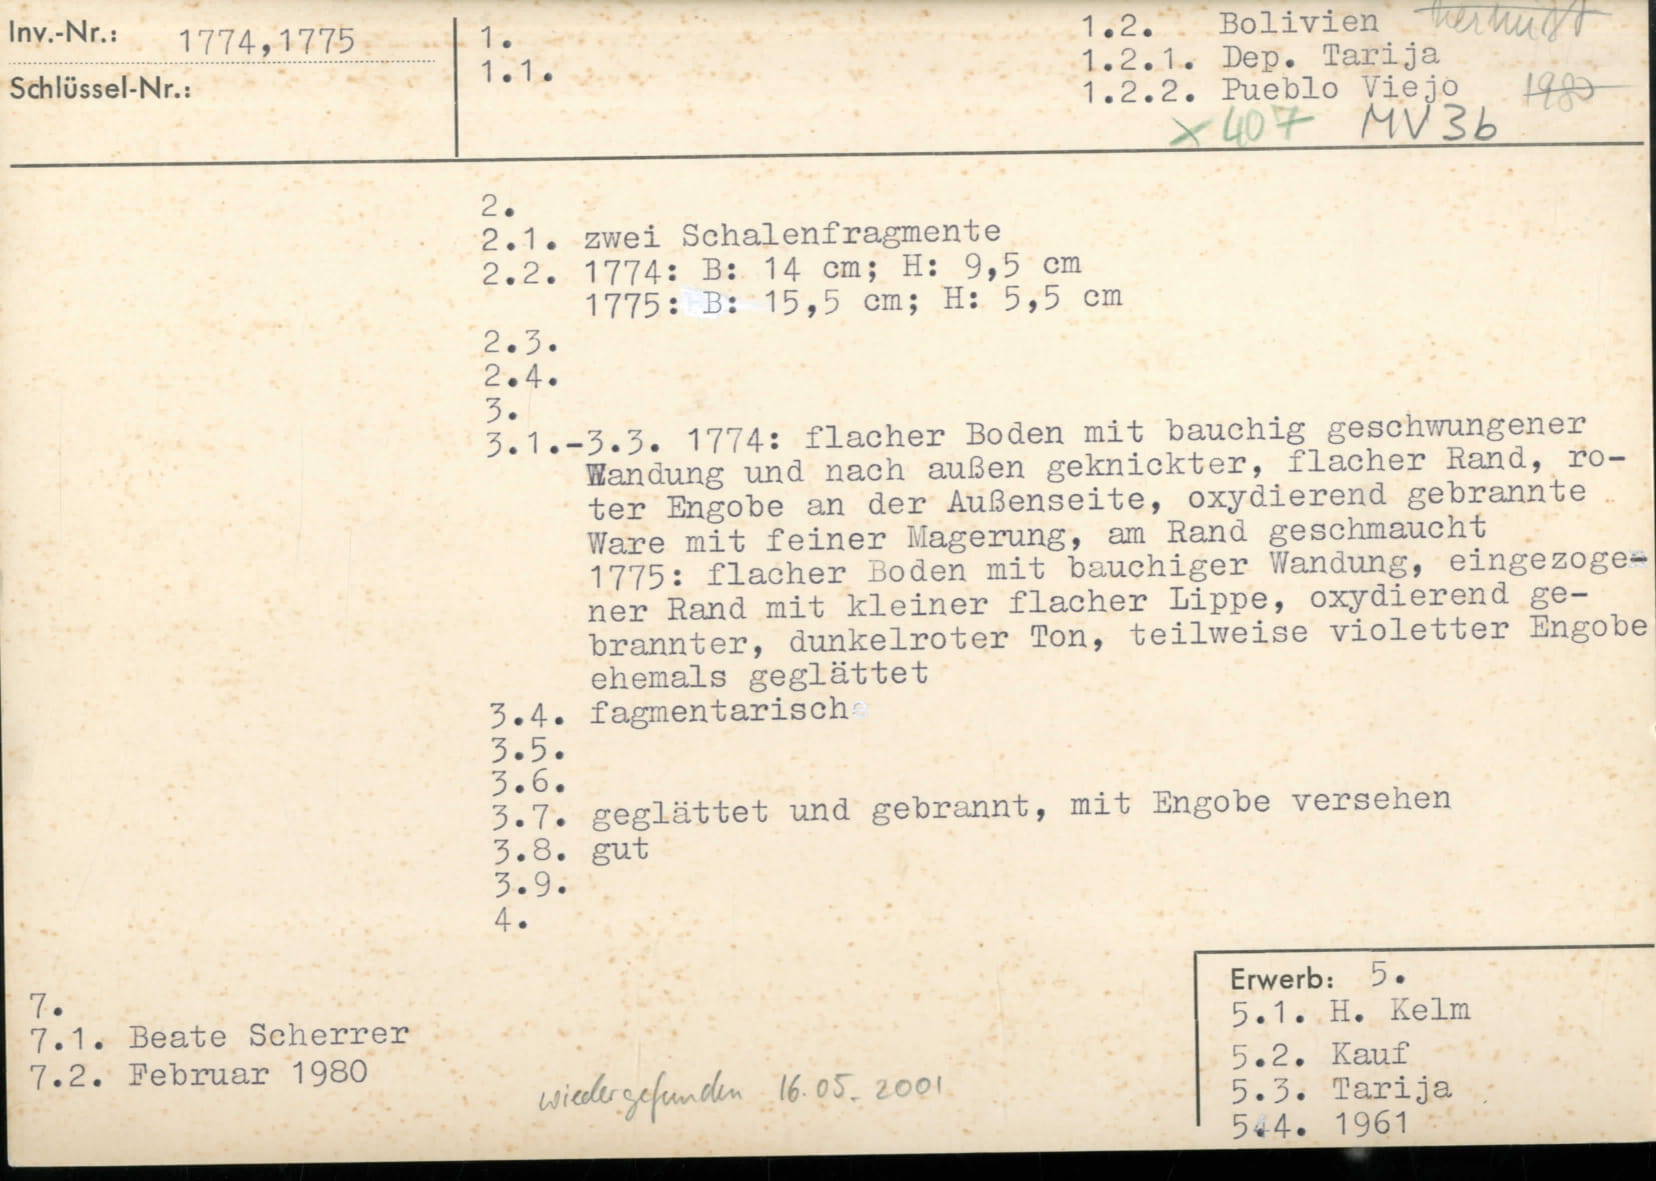 Inv.-Nr.: 1774,1775
Schlüssel-Nr.:
1.
1.1.
1.2. Bolivien vermißt
1.2.1. Dep. Tarija
1.2.2. Pueblo Viejo 1980
x 407 MV 3b
2.
2.1. zwei Schalenfragmente
2.2. 1774: B: 14 cm; H: 9,5 cm
1775: B: 15,5 cm; H: 5,5 cm
2.3.
2.4.
3.
3.1.-3.3. 1774: flacher Boden mit bauchig geschwungener
Wandung und nach außen geknickter, flacher Rand, ro-
ter Engobe an der Außenseite, oxydierend gebrannte
Ware mit feiner Magerung, am Rand geschmaucht
1775: flacher Boden mit bauchiger Wandung, eingezoge-
ner Rand mit kleiner flacher Lippe, oxydierend ge-
brannter, dunkelroter Ton, teilweise violetter Engobe
ehemals geglättet
3.4. fagmentarisch
3.5.
3.6.
3.7. geglättet und gebrannt, mit Engobe versehen
3.8. gut
3.9.
4.
7.
7.1. Beate Scherrer
7.2. Februar 1980
wiedergefunden 16.05.2001
Erwerb: 5.
5.1. H. Kelm
5.2. Kauf
5.3. Tarija
5.4. 1961